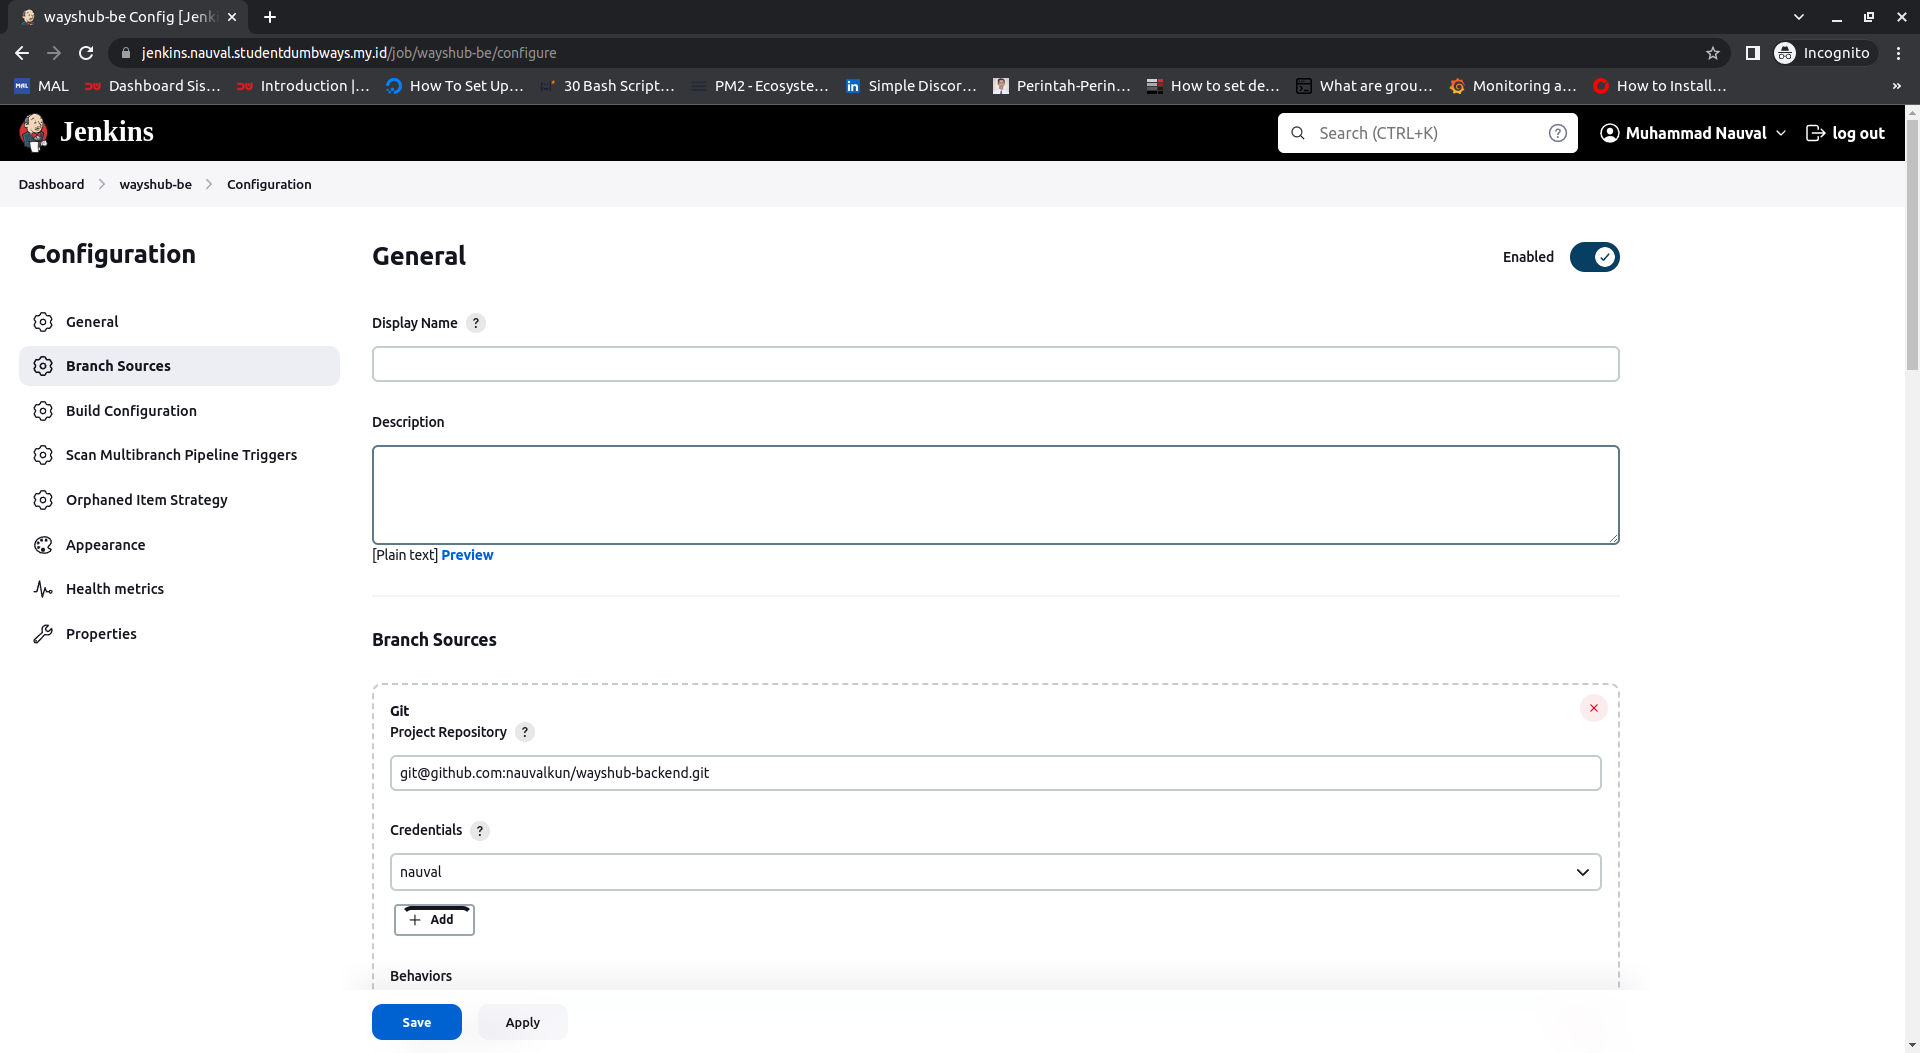 wayshub-be Config [Jenki
jenkins.nauval.studentdumbways.my.id/job/wayshub-be/configure
Incognito
MAL
MAL
Dashboard Sis...
Introduction |...
How To Set Up...
30 Bash Script...
PM2 - Ecosyste...
in
Simple Discor...
Perintah-Perin...
How to set de...
What are grou...
Monitoring a...
How to Install...
»
Jenkins
Search (CTRL+K)
?
Muhammad Nauval
log out
Dashboard
wayshub-be
Configuration
Configuration
General
Branch Sources
Build Configuration
Scan Multibranch Pipeline Triggers
Orphaned Item Strategy
Appearance
Health metrics
Properties
General
Enabled
Display Name ?
Description
[Plain text] Preview
Branch Sources
Git
Project Repository ?
git@github.com:nauvalkun/wayshub-backend.git
Credentials ?
nauval
+ Add
Behaviors
Save
Apply